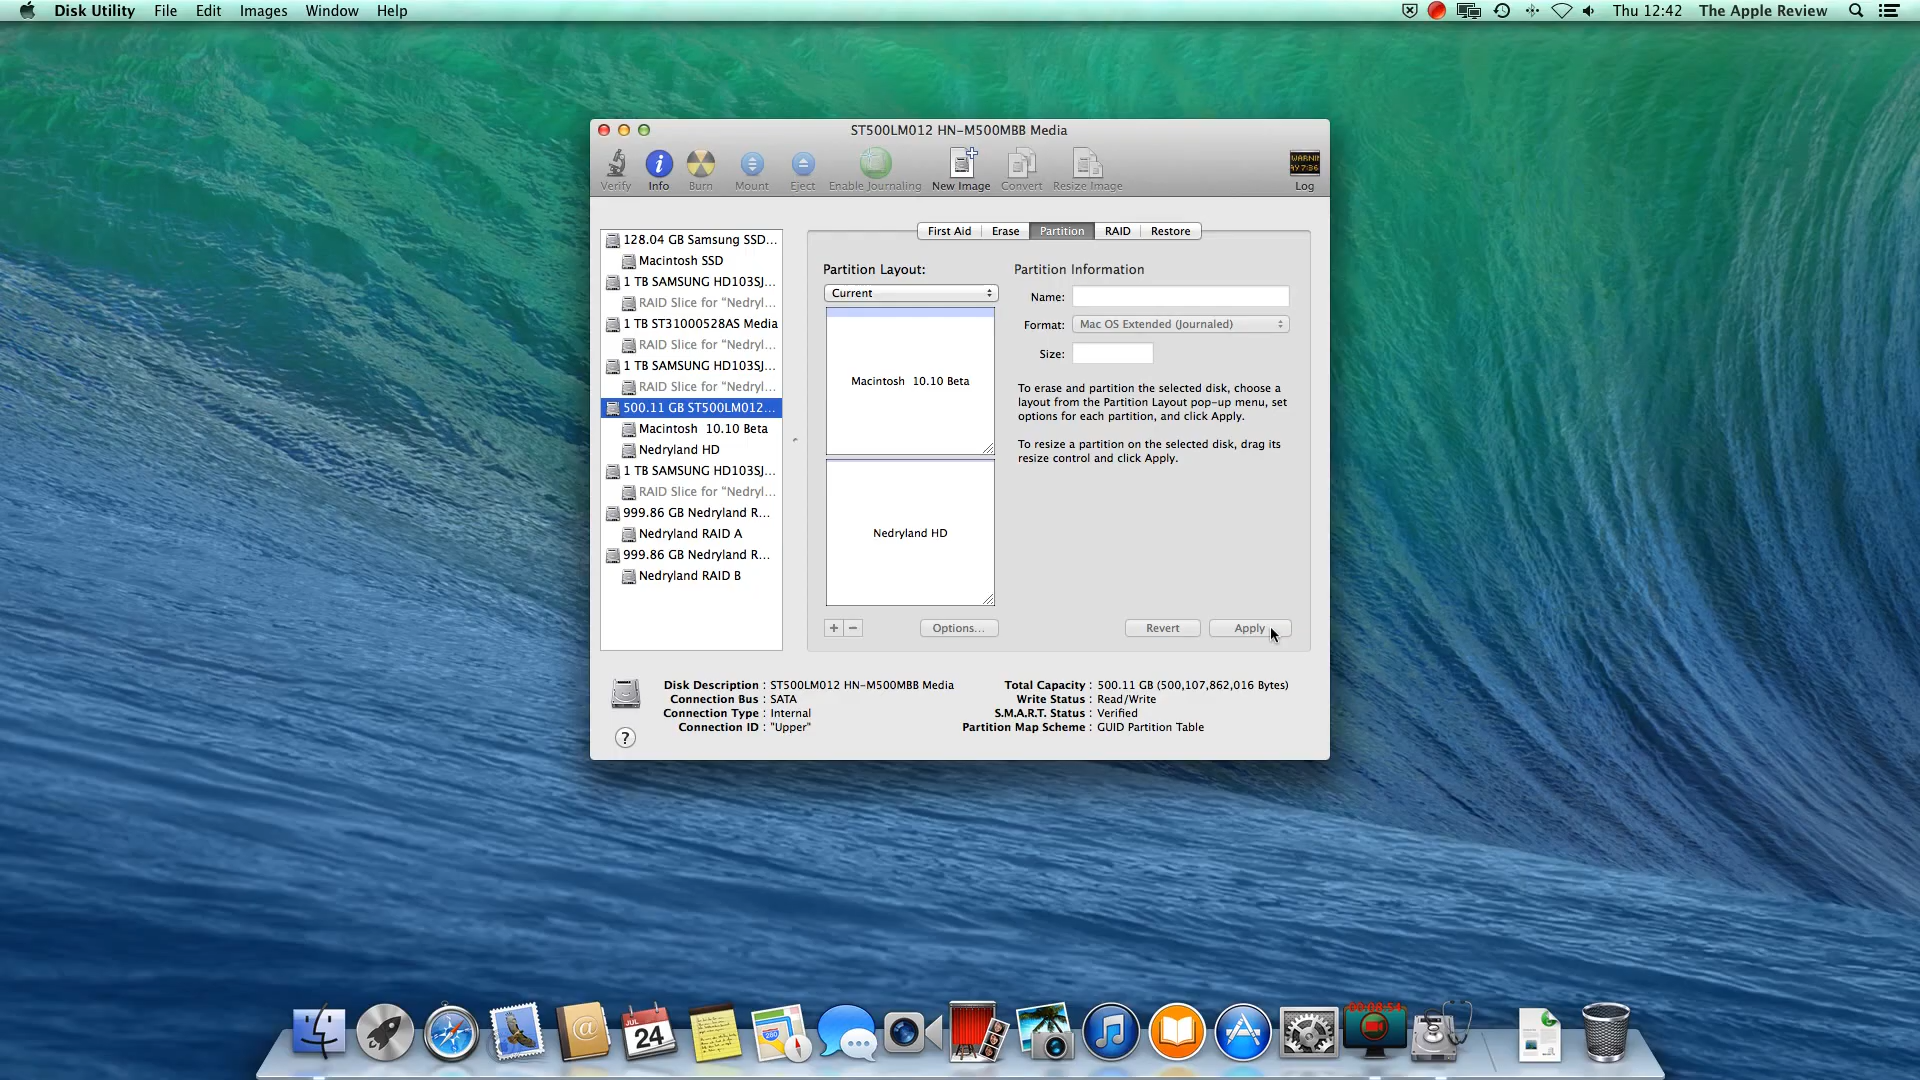 Disk Utility File Edit Images Window Help Thu 12:42 The Apple Review
ST500LM012 HN-M500MBB Media
Verify Info Burn Mount Eject Enable Journaling New Image Convert Resize Image Log
WARNIN
AY 7:36
First Aid Erase Partition RAID Restore
128.04 GB Samsung SSD...
Macintosh SSD
1 TB SAMSUNG HD103SJ...
RAID Slice for "Nedryl...
1 TB ST31000528AS Media
RAID Slice for "Nedryl...
1 TB SAMSUNG HD103SJ...
RAID Slice for "Nedryl...
500.11 GB ST500LM012...
Macintosh 10.10 Beta
Nedryland HD
1 TB SAMSUNG HD103SJ...
RAID Slice for "Nedryl...
999.86 GB Nedryland R...
Nedryland RAID A
999.86 GB Nedryland R...
Nedryland RAID B
Partition Layout:
Current
Macintosh 10.10 Beta
Nedryland HD
+ − Options...
Partition Information
Name:
Format: Mac OS Extended (Journaled)
Size:
To erase and partition the selected disk, choose a
layout from the Partition Layout pop-up menu, set
options for each partition, and click Apply.
To resize a partition on the selected disk, drag its
resize control and click Apply.
Revert Apply
Disk Description : ST500LM012 HN-M500MBB Media
Connection Bus : SATA
Connection Type : Internal
Connection ID : "Upper"
Total Capacity : 500.11 GB (500,107,862,016 Bytes)
Write Status : Read/Write
S.M.A.R.T. Status : Verified
Partition Map Scheme : GUID Partition Table
?
JUL
24
280
00:08:54